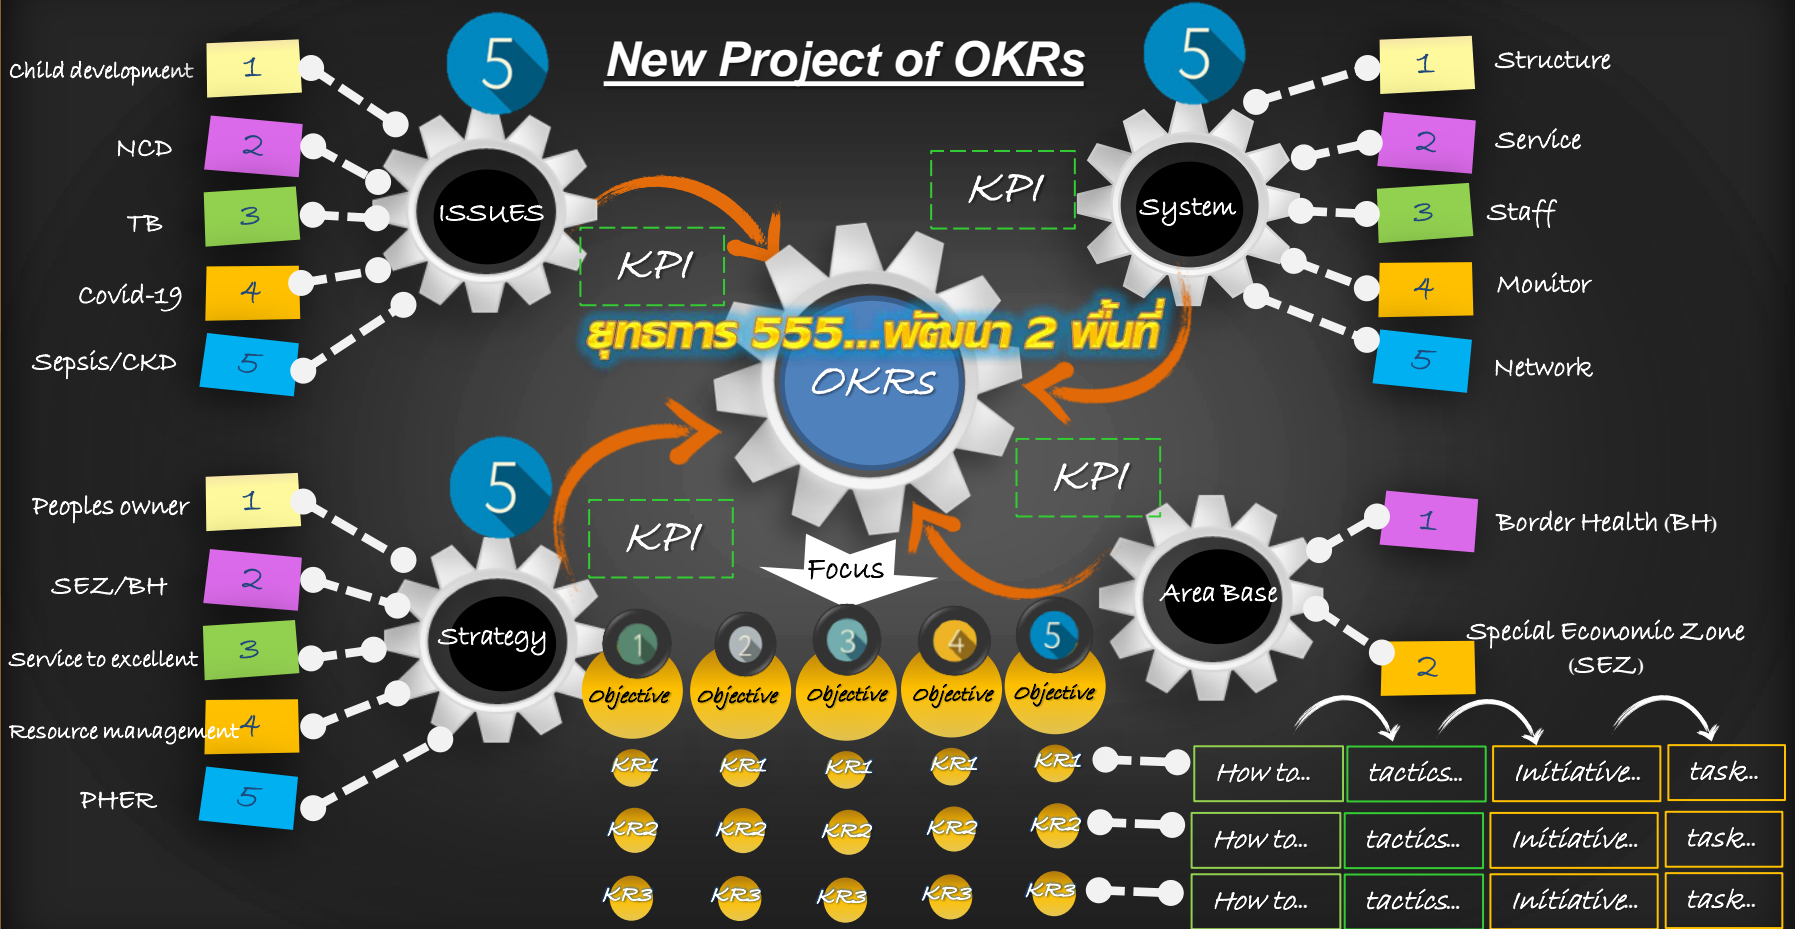 New Project of OKRs
5
ISSUES
Child development
1
NCD
2
TB
3
Covid-19
4
Sepsis/CKD
5
KPI
5
System
1
Structure
2
Service
3
Staff
4
Monitor
5
Network
KPI
ยุทธการ 555...พัฒนา 2 พื้นที่
OKRs
5
Strategy
Peoples owner
1
SEZ/BH
2
Service to excellent
3
Resource management
4
PHER
5
KPI
KPI
Area Base
1
Border Health (BH)
2
Special Economic Zone
(SEZ)
Focus
1 2 3 4 5
Objective Objective Objective Objective Objective
KR1 KR1 KR1 KR1 KR1
How to... tactics... Initiative... task...
KR2 KR2 KR2 KR2 KR2
How to... tactics... Initiative... task...
KR3 KR3 KR3 KR3 KR3
How to... tactics... Initiative... task...